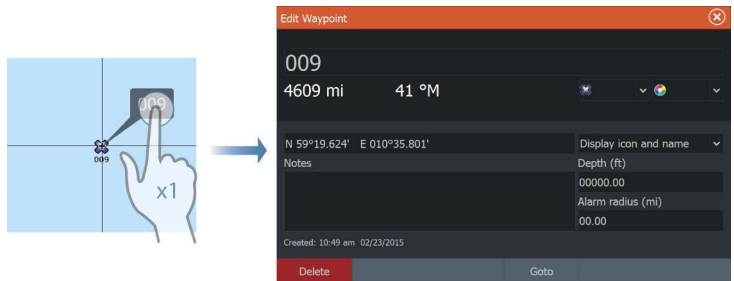 009
009
x1
Edit Waypoint
009
4609 mi 41 °M
N 59°19.624' E 010°35.801' Display icon and name
Notes Depth (ft)
00000.00
Alarm radius (mi)
00.00
Created: 10:49 am 02/23/2015
Delete Goto